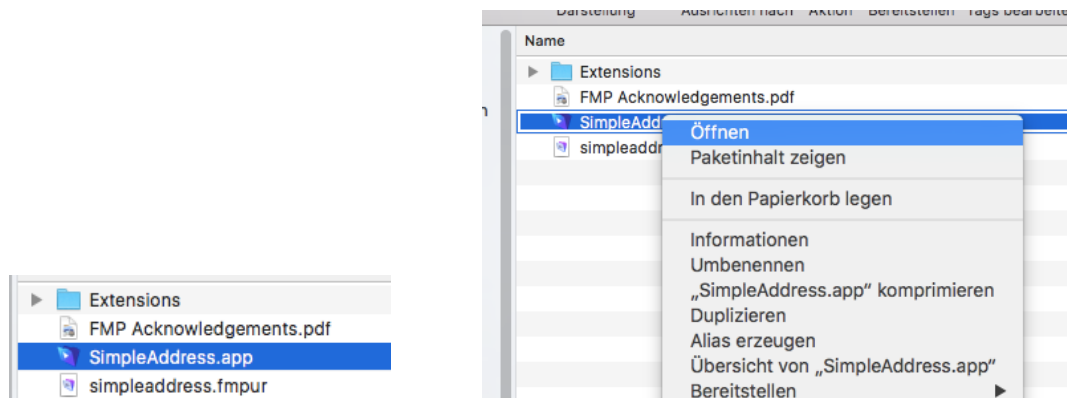 Extensions
FMP Acknowledgements.pdf
SimpleAddress.app
simpleaddress.fmpur
Darstellung Ausrichten nach Aktion Bereitstellen Tags bearbeite
Name
Extensions
FMP Acknowledgements.pdf
SimpleAdd
simpleaddr
n
Öffnen
Paketinhalt zeigen
In den Papierkorb legen
Informationen
Umbenennen
„SimpleAddress.app“ komprimieren
Duplizieren
Alias erzeugen
Übersicht von „SimpleAddress.app“
Bereitstellen